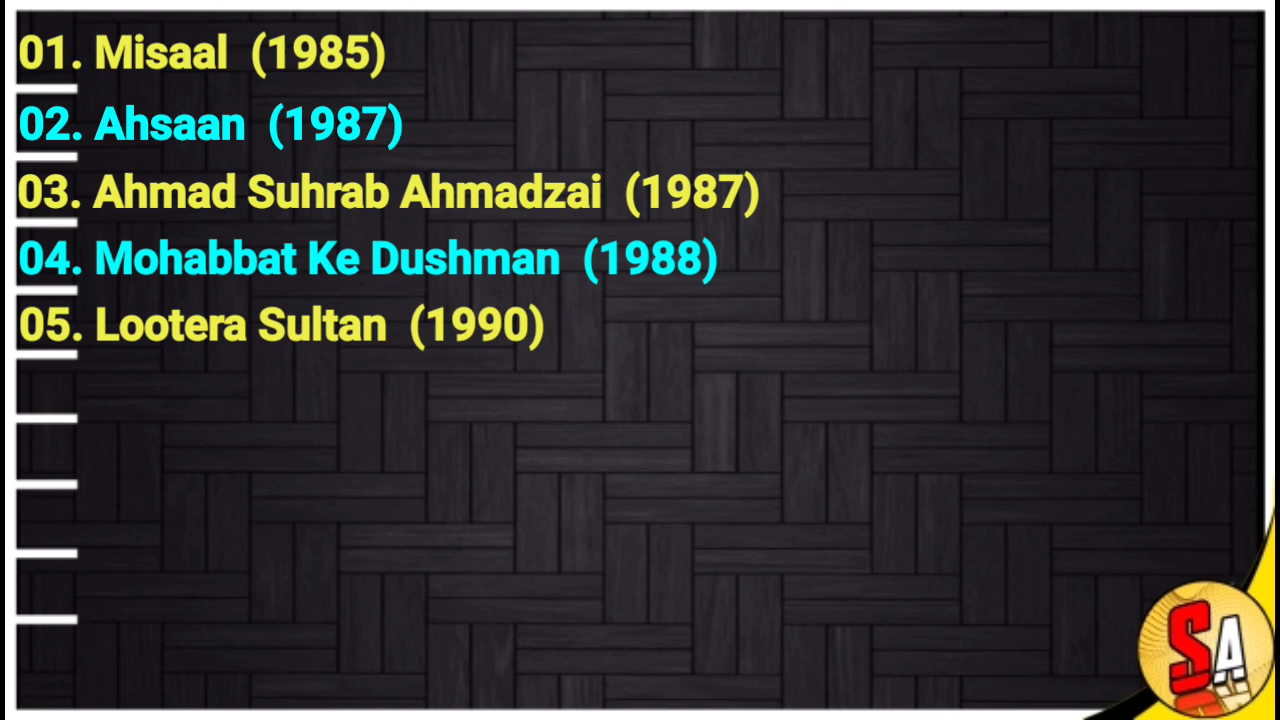 01. Misaal (1985)
02. Ahsaan (1987)
03. Ahmad Suhrab Ahmadzai (1987)
04. Mohabbat Ke Dushman (1988)
05. Lootera Sultan (1990)
SA